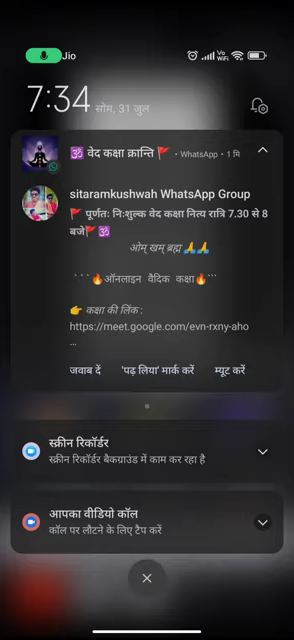 Jio
Vo
WiFi
7:34 सोम, 31 जुल
🕉 वेद कक्षा क्रान्ति 🚩 • WhatsApp • 1 मि
sitaramkushwah WhatsApp Group
🚩 पूर्णतः निःशुल्क वेद कक्षा नित्य रात्रि 7.30 से 8
बजे🚩🕉
ओम् खम् ब्रह्म 🙏🙏
```🔥ऑनलाइन वैदिक कक्षा🔥```
👉 कक्षा की लिंक :
https://meet.google.com/evn-rxny-aho
...
जवाब दें 'पढ़ लिया' मार्क करें म्यूट करें
स्क्रीन रिकॉर्डर
स्क्रीन रिकॉर्डर बैकग्राउंड में काम कर रहा है
आपका वीडियो कॉल
कॉल पर लौटने के लिए टैप करें